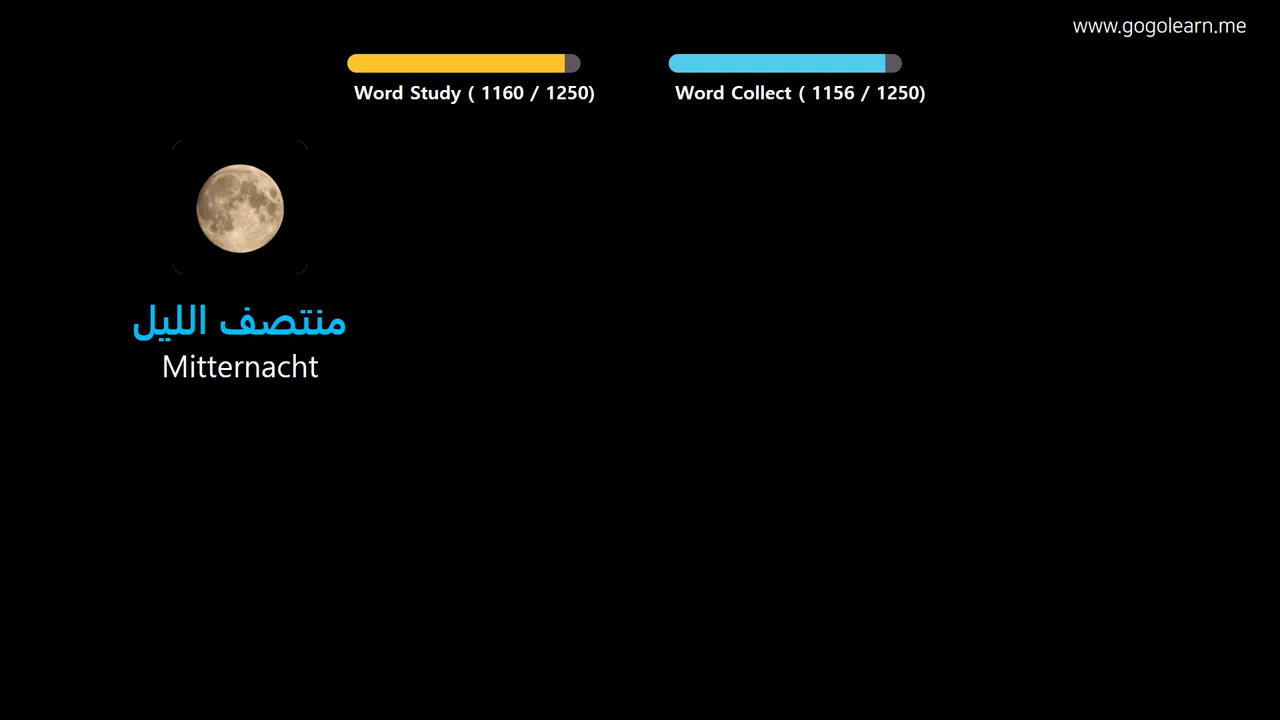 www.gogolearn.me
Word Study ( 1160 / 1250)
Word Collect ( 1156 / 1250)
منتصف الليل
Mitternacht